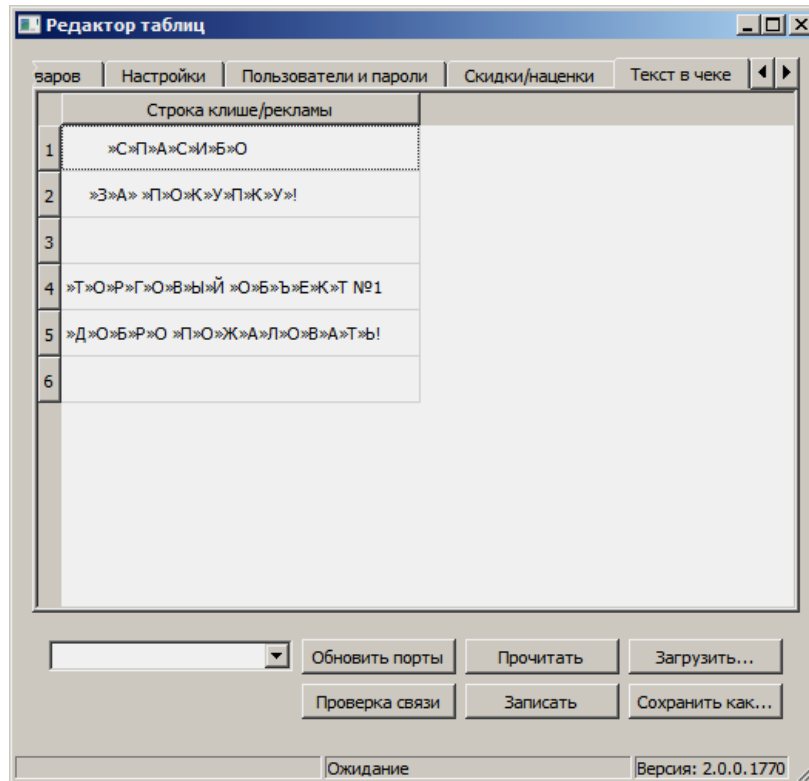 Редактор таблиц
варов Настройки Пользователи и пароли Скидки/наценки Текст в чеке
Строка клише/рекламы
1 »С»П»А»С»И»Б»О
2 »З»А» »П»О»К»У»П»К»У»!
3
4 »Т»О»Р»Г»О»В»Ы»Й »О»Б»Ъ»Е»К»Т №1
5 »Д»О»Б»Р»О »П»О»Ж»А»Л»О»В»А»Т»Ь!
6
Обновить порты Прочитать Загрузить...
Проверка связи Записать Сохранить как...
Ожидание Версия: 2.0.0.1770